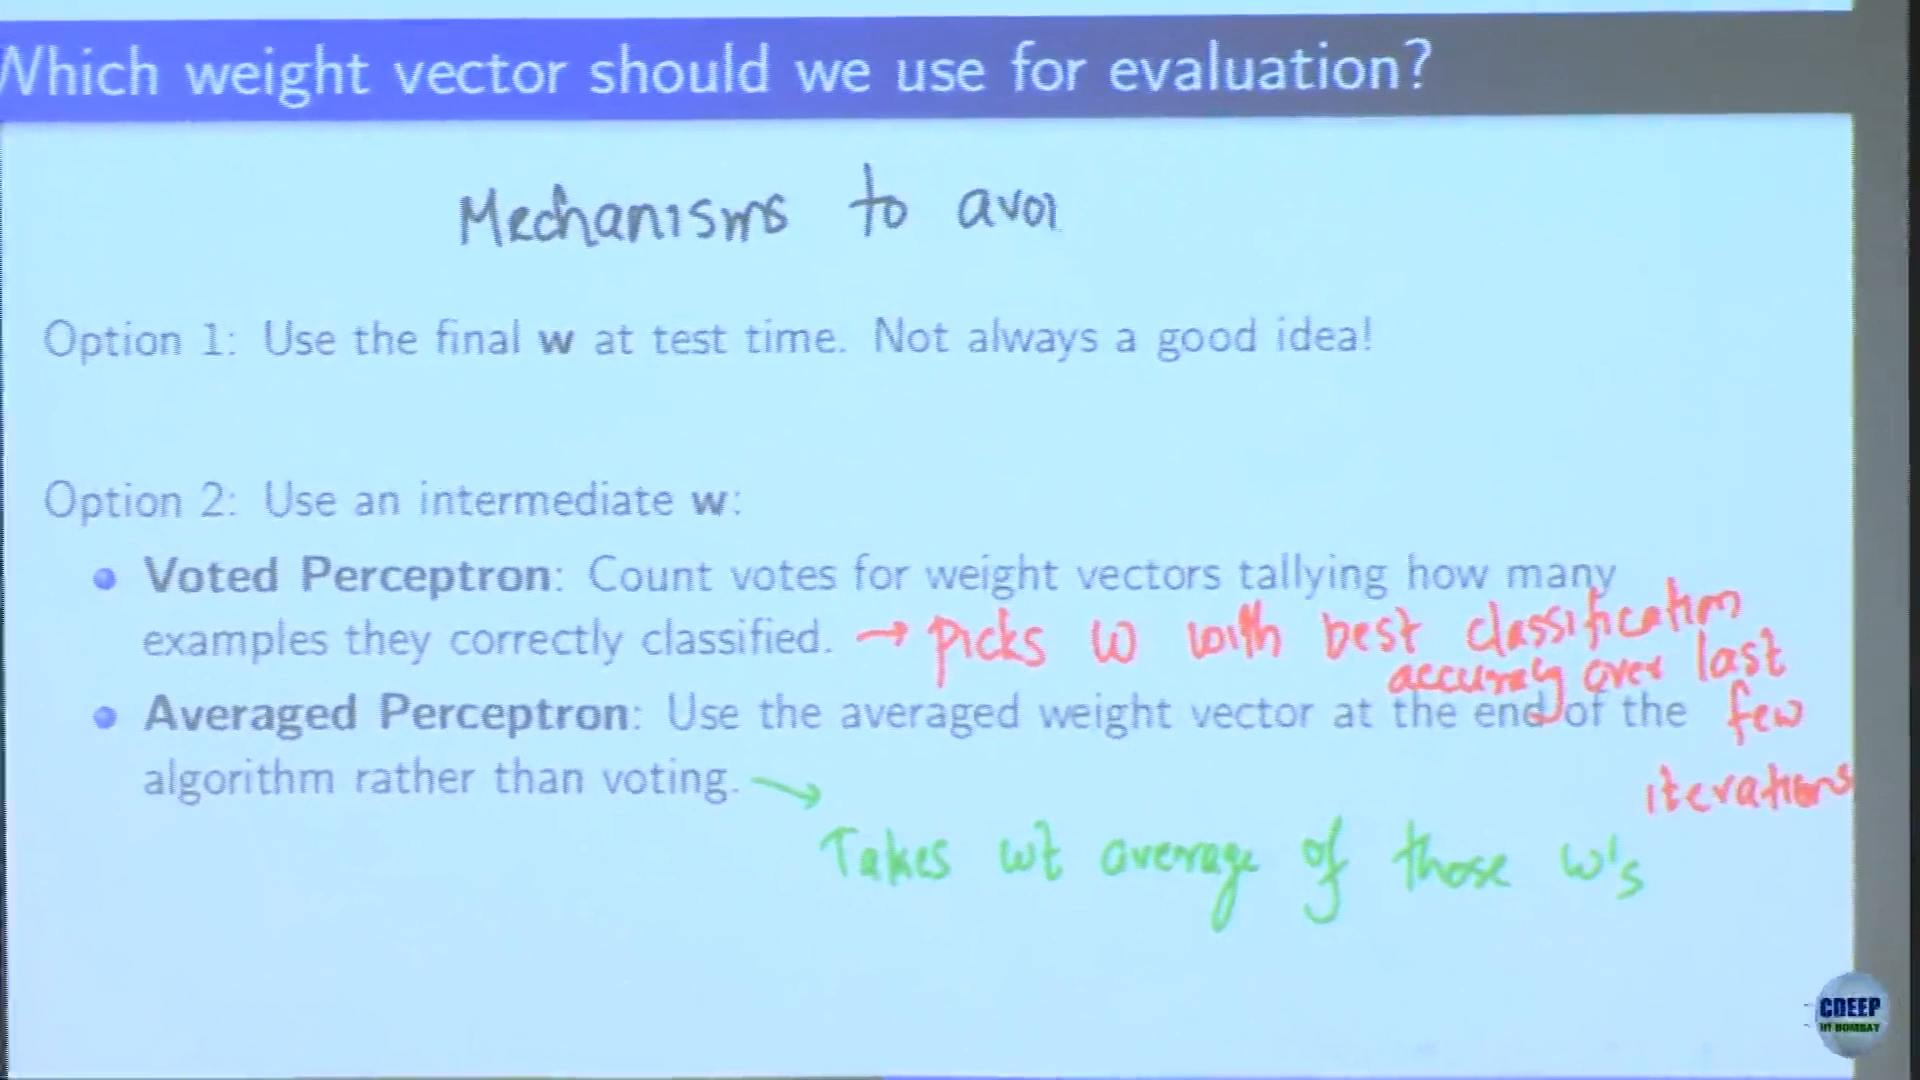 Which weight vector should we use for evaluation?
Mechanisms to avoi
Option 1: Use the final w at test time. Not always a good idea!
Option 2: Use an intermediate w:
Voted Perceptron: Count votes for weight vectors tallying how many
examples they correctly classified. → picks w with best classification
accuracy over last
Averaged Perceptron: Use the averaged weight vector at the end of the few
algorithm rather than voting. → iterations
Takes wt average of those w's
CDEEP
IIT BOMBAY